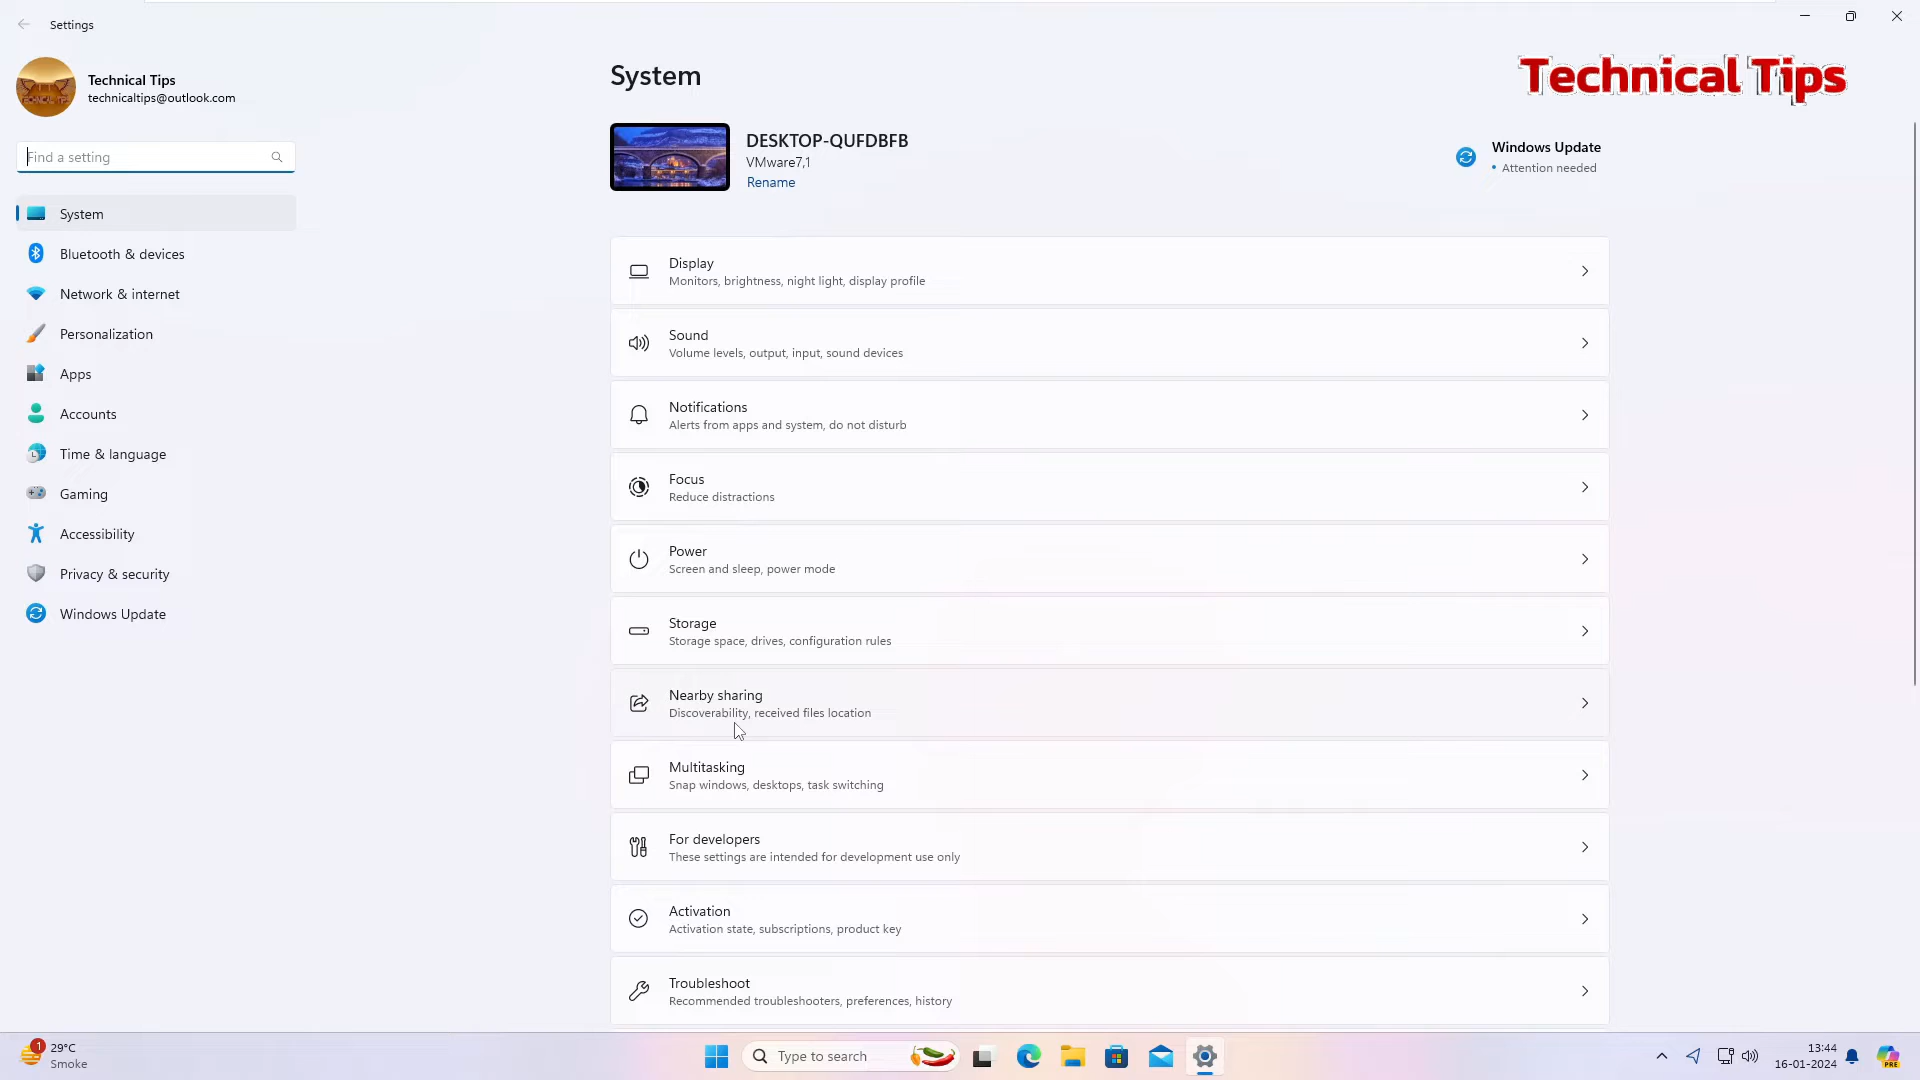 Settings
Technical Tips
technicaltips@outlook.com
Find a setting
System
Bluetooth & devices
Network & internet
Personalization
Apps
Accounts
Time & language
Gaming
Accessibility
Privacy & security
Windows Update
System
Technical Tips
DESKTOP-QUFDBFB
VMware7,1
Rename
Windows Update
Attention needed
Display
Monitors, brightness, night light, display profile
Sound
Volume levels, output, input, sound devices
Notifications
Alerts from apps and system, do not disturb
Focus
Reduce distractions
Power
Screen and sleep, power mode
Storage
Storage space, drives, configuration rules
Nearby sharing
Discoverability, received files location
Multitasking
Snap windows, desktops, task switching
For developers
These settings are intended for development use only
Activation
Activation state, subscriptions, product key
Troubleshoot
Recommended troubleshooters, preferences, history
1
29°C
Smoke
Type to search
13:44
16-01-2024
PRE